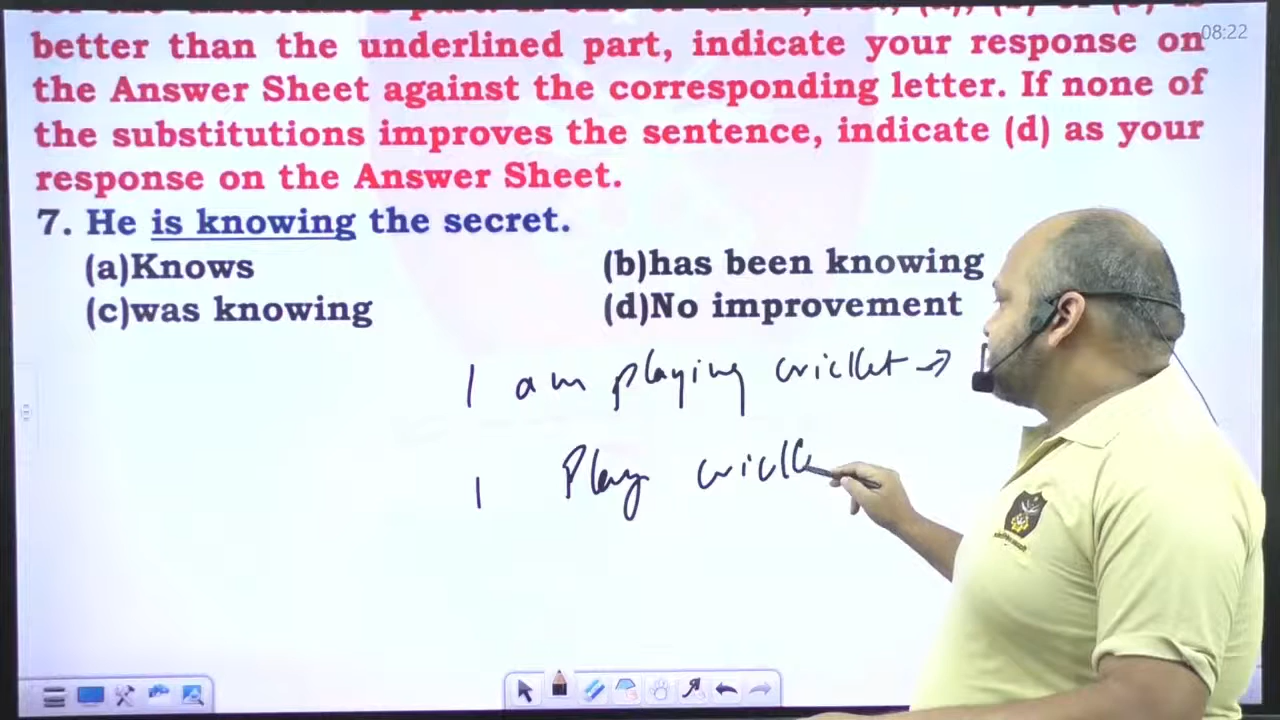 better than the underlined part, indicate your response on
08:22
the Answer Sheet against the corresponding letter. If none of
the substitutions improves the sentence, indicate (d) as your
response on the Answer Sheet.
7. He is knowing the secret.
(a)Knows (b)has been knowing
(c)was knowing (d)No improvement
I am playing cricket →
I Play